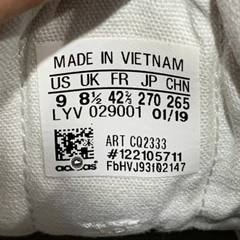 MADE IN VIETNAM
US UK FR JP CHN
9 8½ 42⅔ 270 265
LYV 029001 01/19
ART CQ2333
#122105711
adidas FbHVJ93I02147